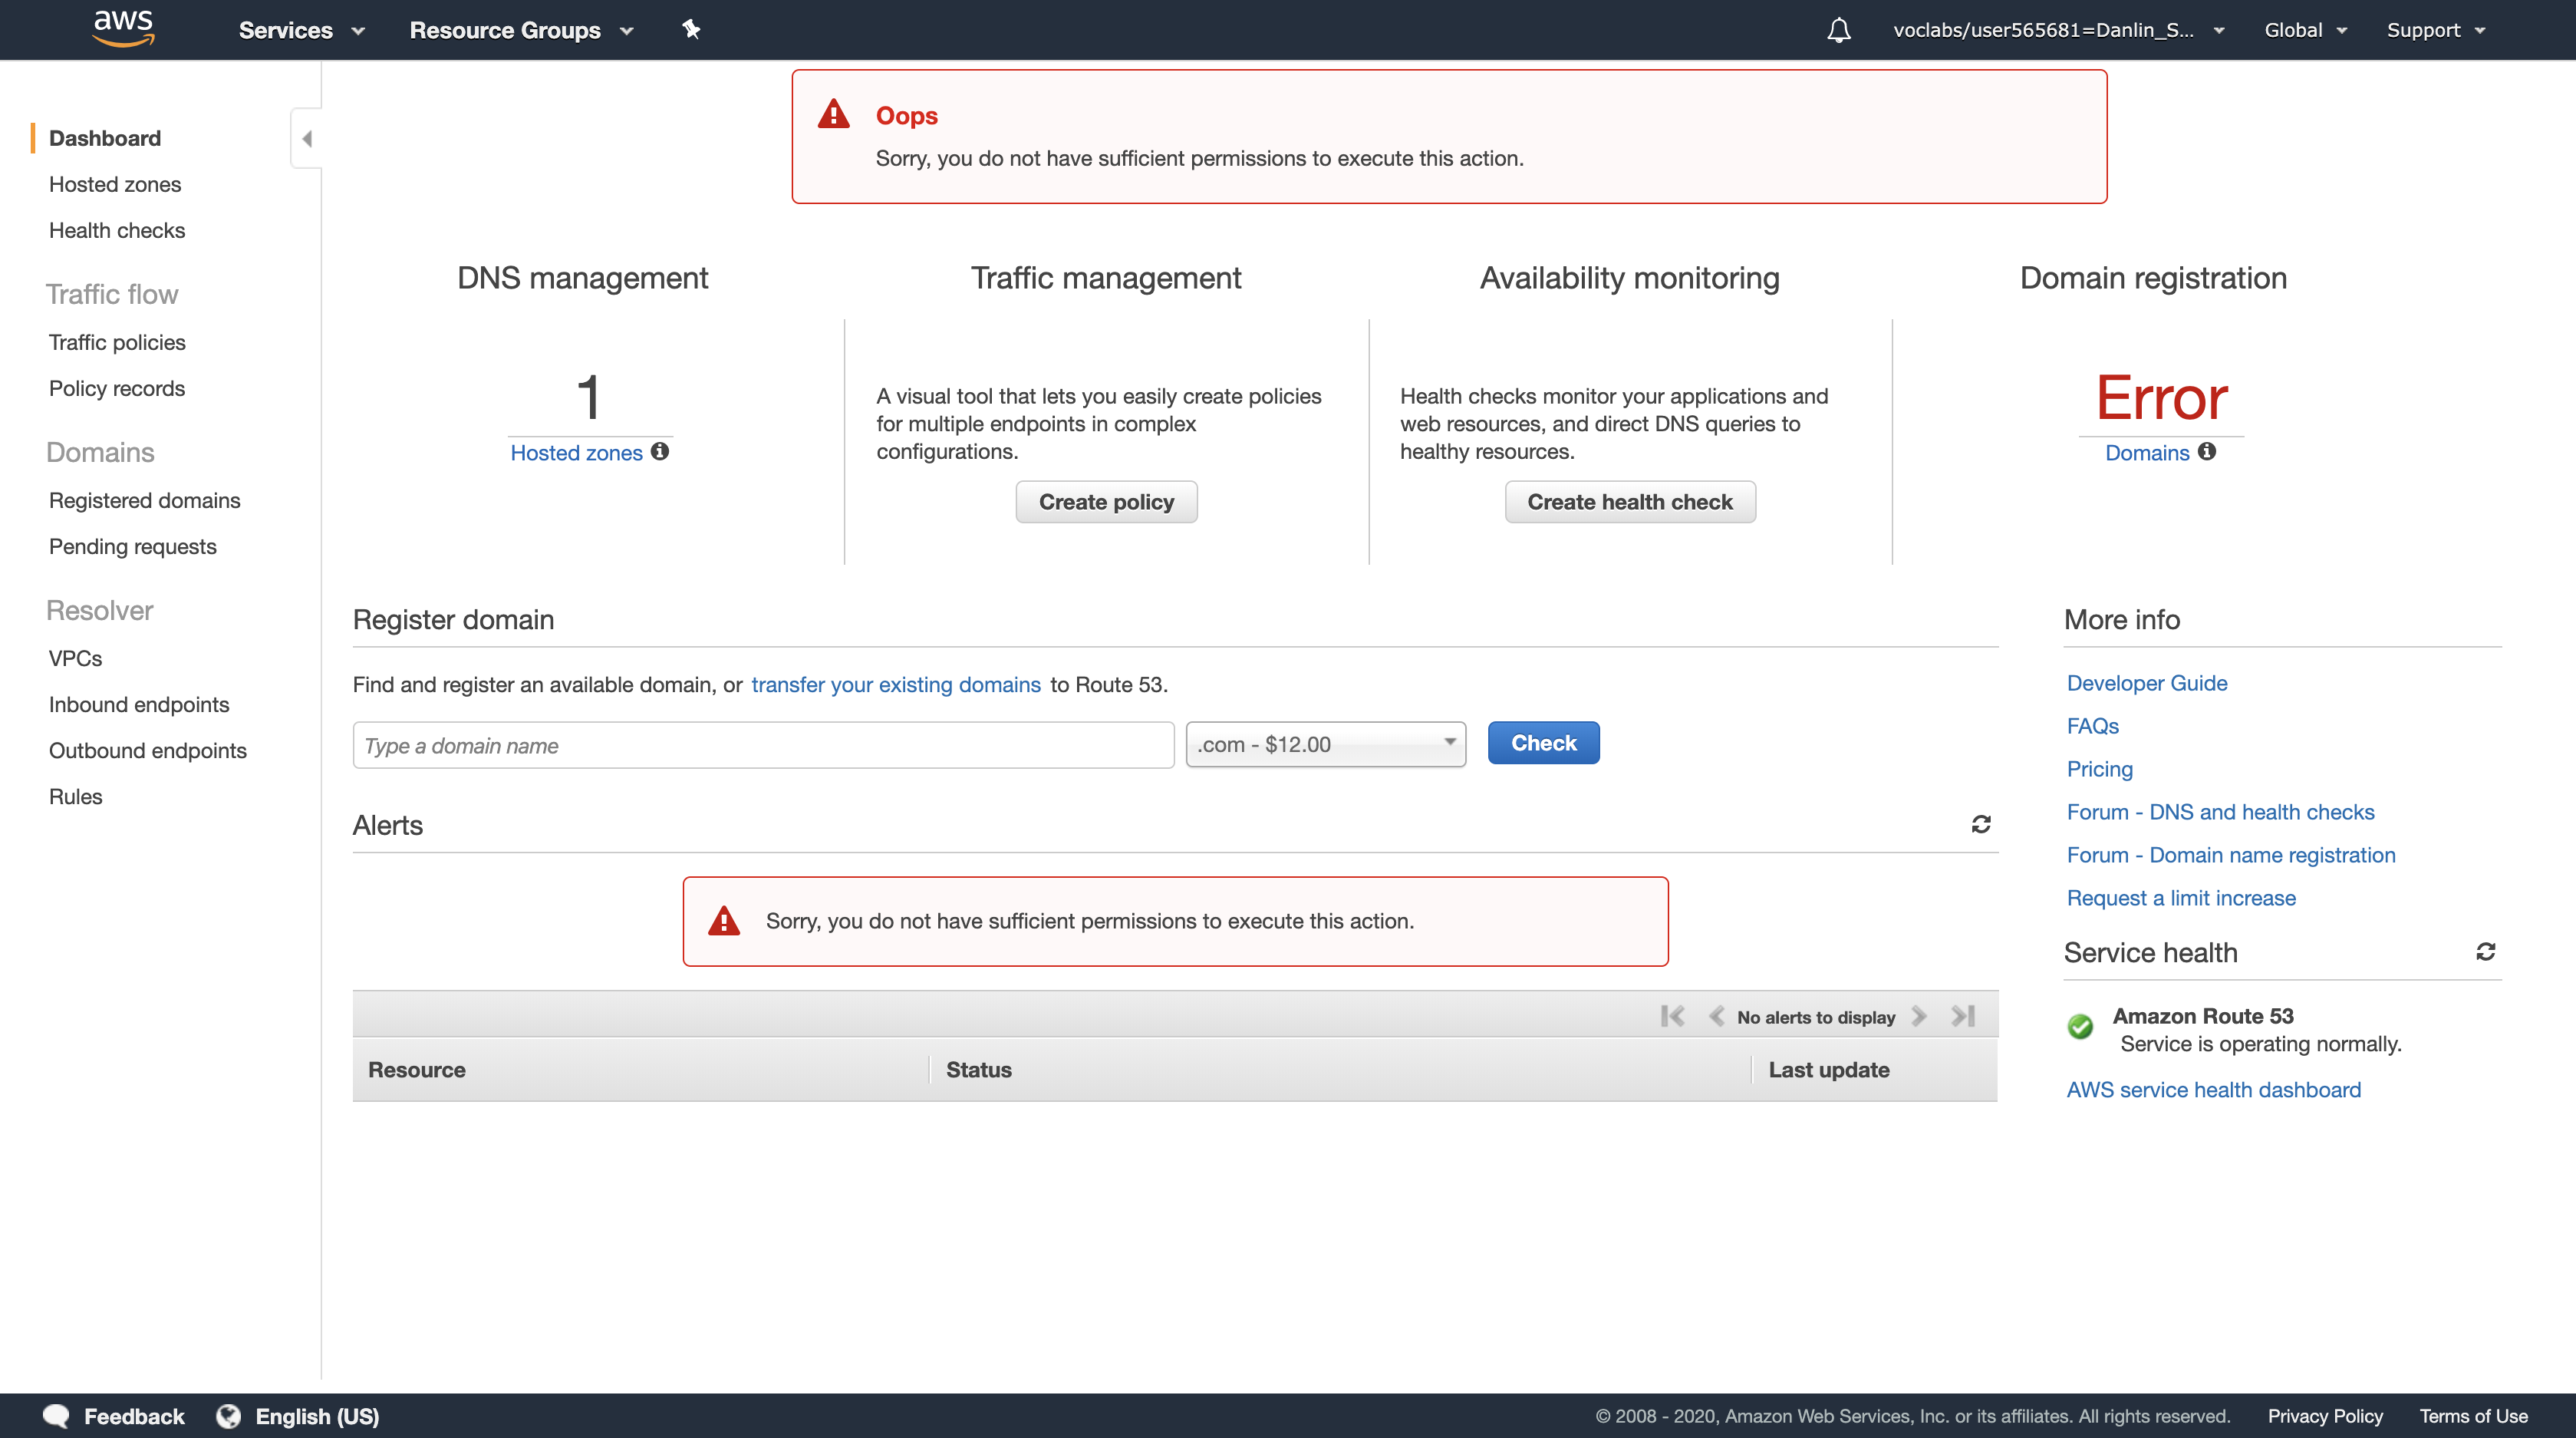 aws
Services
Resource Groups
voclabs/user565681=Danlin_S...
Global
Support
Dashboard
Hosted zones
Health checks
Traffic flow
Traffic policies
Policy records
Domains
Registered domains
Pending requests
Resolver
VPCs
Inbound endpoints
Outbound endpoints
Rules
Oops
Sorry, you do not have sufficient permissions to execute this action.
DNS management
1
Hosted zones
Traffic management
A visual tool that lets you easily create policies
for multiple endpoints in complex
configurations.
Create policy
Availability monitoring
Health checks monitor your applications and
web resources, and direct DNS queries to
healthy resources.
Create health check
Domain registration
Error
Domains
Register domain
Find and register an available domain, or transfer your existing domains to Route 53.
Type a domain name
.com - $12.00
Check
Alerts
Sorry, you do not have sufficient permissions to execute this action.
No alerts to display
Resource
Status
Last update
More info
Developer Guide
FAQs
Pricing
Forum - DNS and health checks
Forum - Domain name registration
Request a limit increase
Service health
Amazon Route 53
Service is operating normally.
AWS service health dashboard
Feedback
English (US)
© 2008 - 2020, Amazon Web Services, Inc. or its affiliates. All rights reserved.
Privacy Policy
Terms of Use